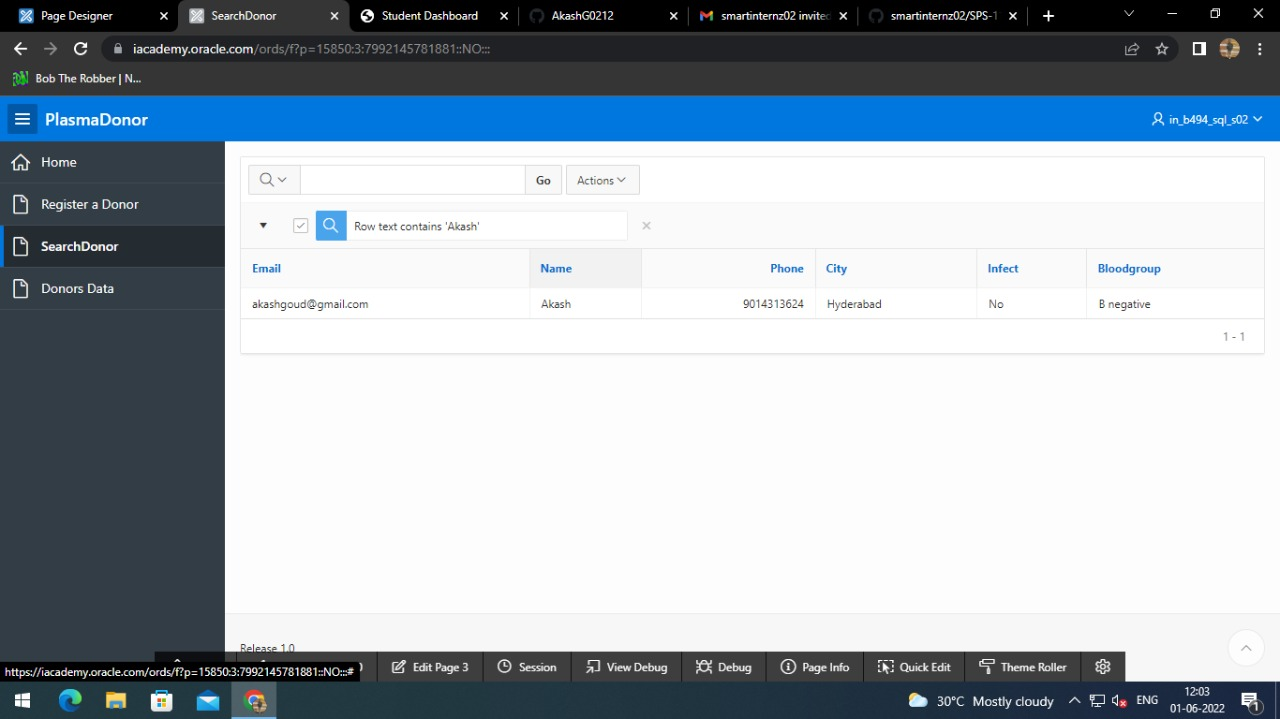 Page Designer
SearchDonor
Student Dashboard
AkashG0212
smartinternz02 invited
smartinternz02/SPS-1
iacademy.oracle.com/ords/f?p=15850:3:7992145781881::NO:::
Bob The Robber | N...
PlasmaDonor
in_b494_sql_s02
Home
Register a Donor
SearchDonor
Donors Data
Go
Actions
Row text contains 'Akash'
Email Name Phone City Infect Bloodgroup
akashgoud@gmail.com Akash 9014313624 Hyderabad No B negative
1 - 1
Release 1.0
https://iacademy.oracle.com/ords/f?p=15850:3:7992145781881::NO:::#
Edit Page 3
Session
View Debug
Debug
Page Info
Quick Edit
Theme Roller
30°C Mostly cloudy
ENG
12:03
01-06-2022
1